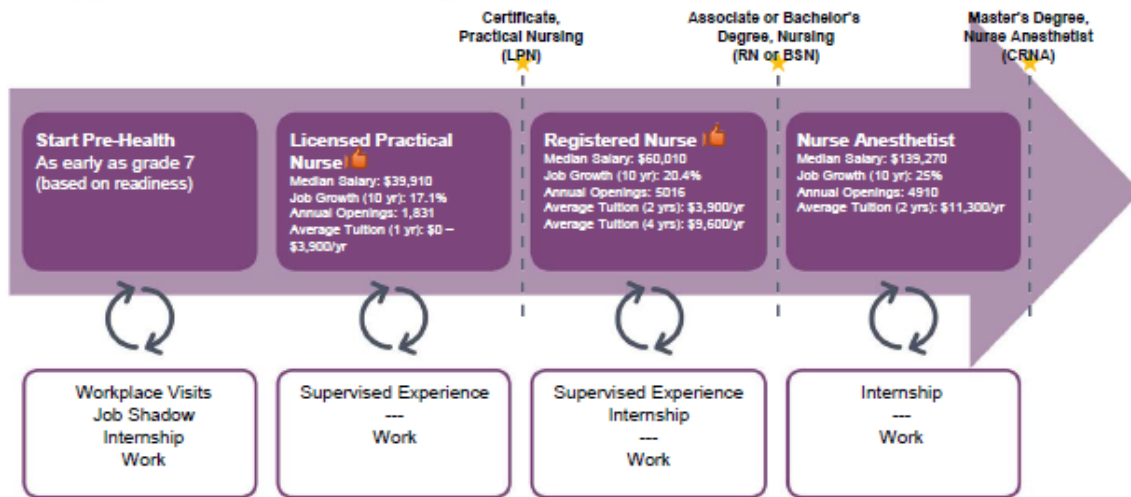 Certificate,
Practical Nursing
(LPN)
Associate or Bachelor's
Degree, Nursing
(RN or BSN)
Master's Degree,
Nurse Anesthetist
(CRNA)
Start Pre-Health
As early as grade 7
(based on readiness)
Licensed Practical
Nurse
Median Salary: $39,910
Job Growth (10 yr): 17.1%
Annual Openings: 1,831
Average Tuition (1 yr): $0 –
$3,900/yr
Registered Nurse
Median Salary: $60,010
Job Growth (10 yr): 20.4%
Annual Openings: 5016
Average Tuition (2 yrs): $3,900/yr
Average Tuition (4 yrs): $9,600/yr
Nurse Anesthetist
Median Salary: $139,270
Job Growth (10 yr): 25%
Annual Openings: 4910
Average Tuition (2 yrs): $11,300/yr
Workplace Visits
Job Shadow
Internship
Work
Supervised Experience
---
Work
Supervised Experience
Internship
---
Work
Internship
---
Work